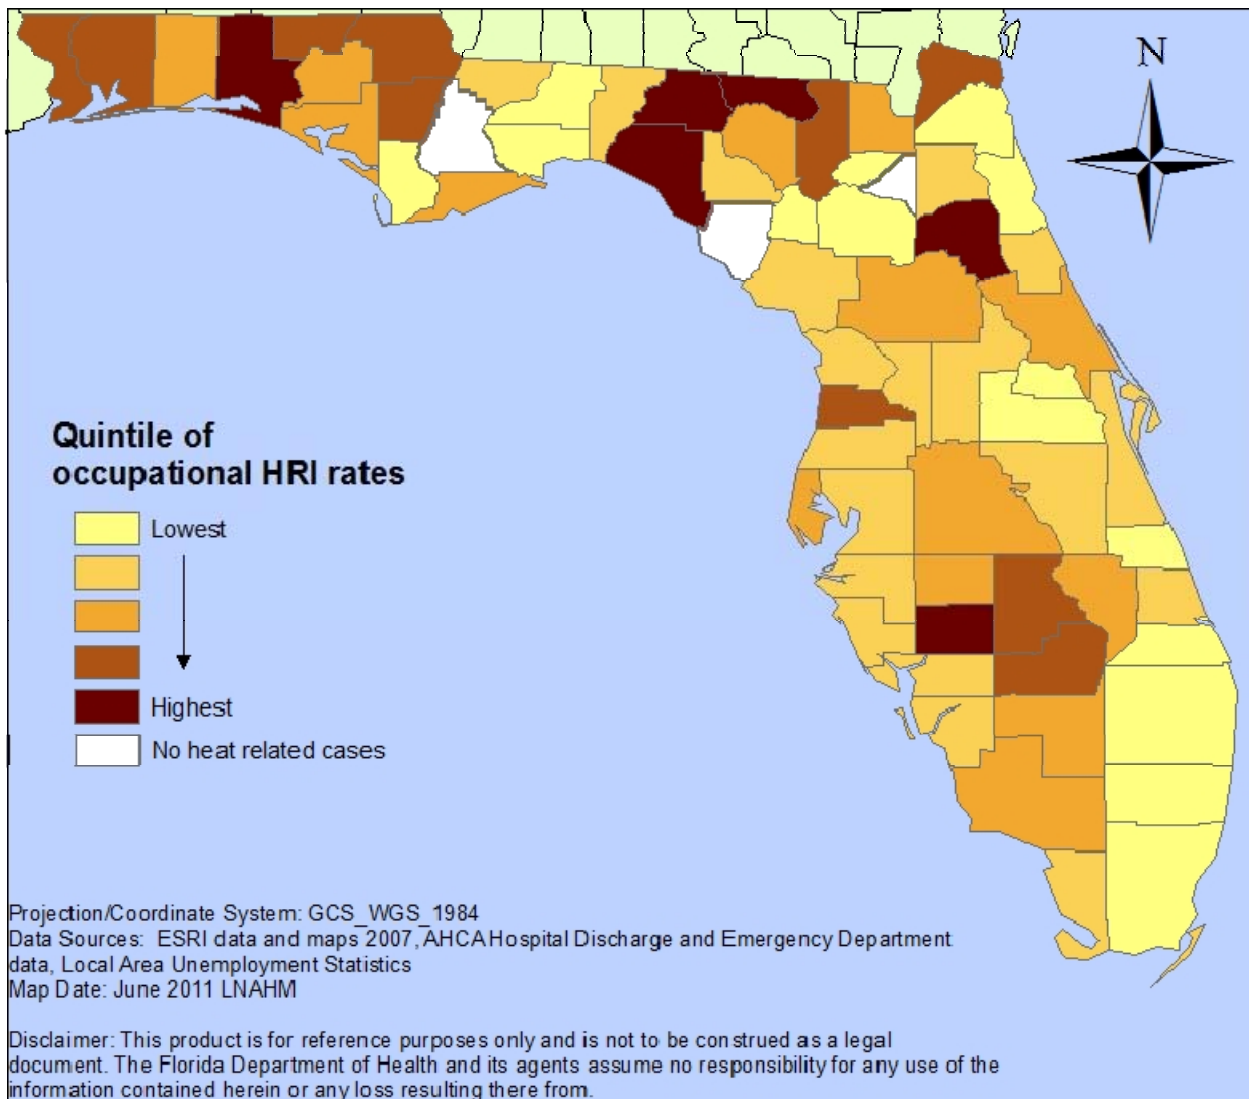 N
Quintile of
occupational HRI rates
Lowest
Highest
No heat related cases
Projection/Coordinate System: GCS_WGS_1984
Data Sources:  ESRI data and maps 2007, AHCA Hospital Discharge and Emergency Department
data, Local Area Unemployment Statistics
Map Date: June 2011 LNAHM
Disclaimer: This product is for reference purposes only and is not to be construed as a legal
document. The Florida Department of Health and its agents assume no responsibility for any use of the
information contained herein or any loss resulting there from.